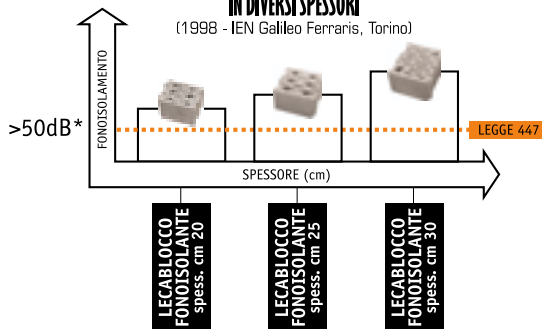 IN DIVERSI SPESSORI
(1998 - IEN Galileo Ferraris, Torino)
FONOISOLAMENTO
>50dB*
LEGGE 447
SPESSORE (cm)
LECABLOCCO
FONOISOLANTE
spess. cm 20
LECABLOCCO
FONOISOLANTE
spess. cm 25
LECABLOCCO
FONOISOLANTE
spess. cm 30